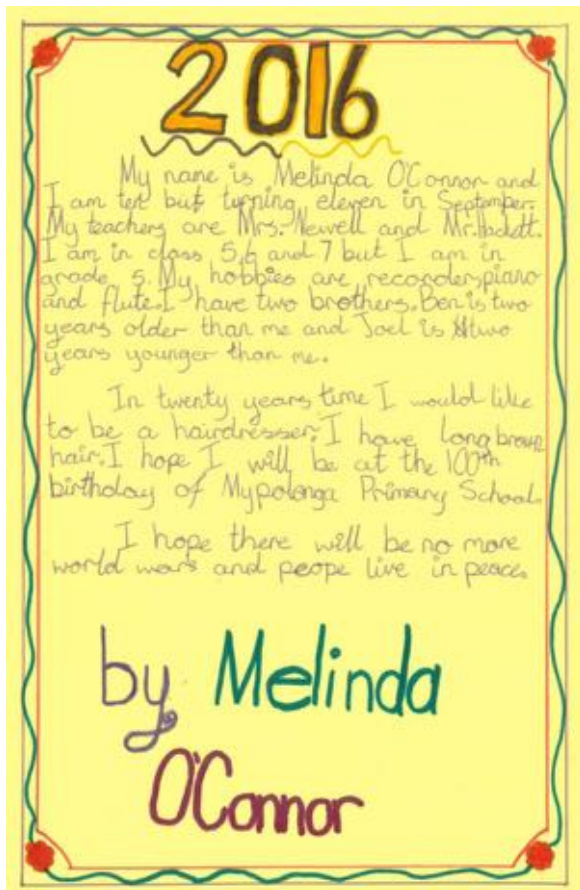 2016
My name is Melinda O'Connor and
I am ten but turning eleven in September.
My teachers are Mrs. Newell and Mr. Hackett.
I am in class 5,6 and 7 but I am in
grade 5. My hobbies are recorder, piano
and flute. I have two brothers. Ben is two
years older than me and Joel is two
years younger than me.
In twenty years time I would like
to be a hairdresser. I have long brown
hair. I hope I will be at the 100th
birthday of Mypolonga Primary School.
I hope there will be no more
world wars and peope live in peace.
by Melinda
O'Connor